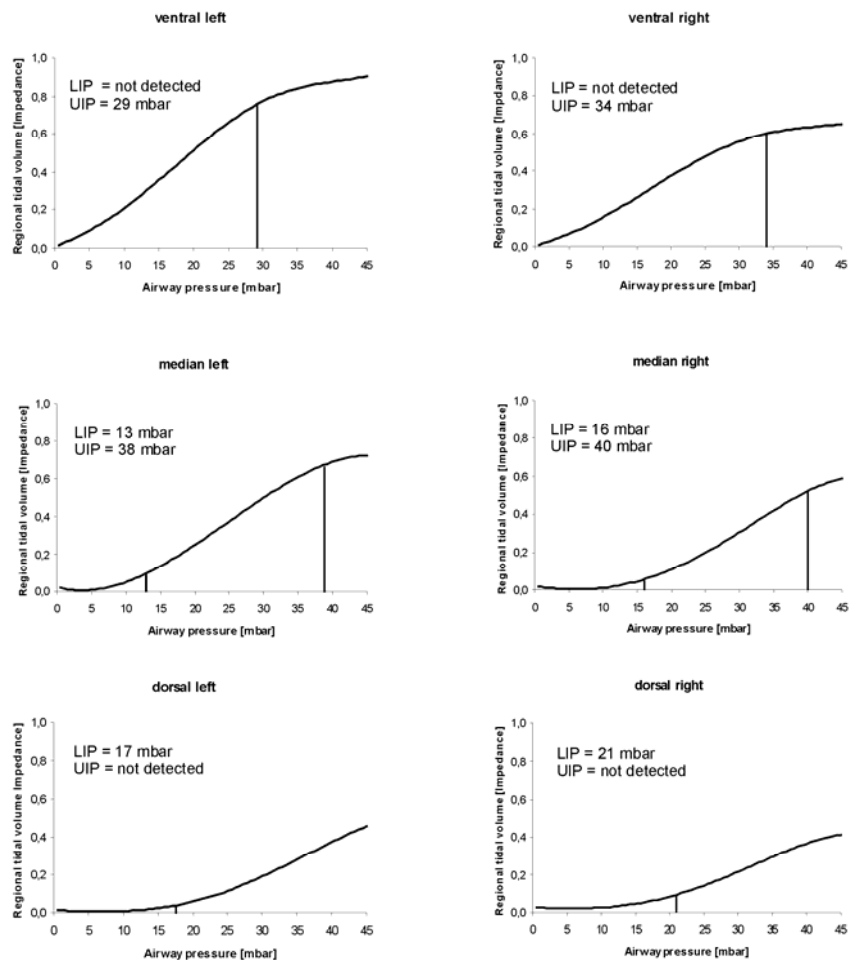 ventral left
Regional tidal volume [Impedance]
1,0
0,8
0,6
0,4
0,2
0,0
LIP = not detected
UIP = 29 mbar
0 5 10 15 20 25 30 35 40 45
Airway pressure [mbar]
ventral right
Regional tidal volume [Impdance]
1,0
0,8
0,6
0,4
0,2
0,0
LIP = not detected
UIP = 34 mbar
0 5 10 15 20 25 30 35 40 45
Airway pressure [mbar]
median left
Regional tidal volume [Impedance]
1,0
0,8
0,6
0,4
0,2
0,0
LIP = 13 mbar
UIP = 38 mbar
0 5 10 15 20 25 30 35 40 45
Airway pressure [mbar]
median right
Regional tidal volume [Impedance]
1,0
0,8
0,6
0,4
0,2
0,0
LIP = 16 mbar
UIP = 40 mbar
0 5 10 15 20 25 30 35 40 45
Airway pressure [mbar]
dorsal left
Regional tidal volume Impedance]
1,0
0,8
0,6
0,4
0,2
0,0
LIP = 17 mbar
UIP = not detected
0 5 10 15 20 25 30 35 40 45
Airway pressure [mbar]
dorsal right
Regional tidal volume [Impedance]
1,0
0,8
0,6
0,4
0,2
0,0
LIP = 21 mbar
UIP = not detected
0 5 10 15 20 25 30 35 40 45
Airway pressure [mbar]